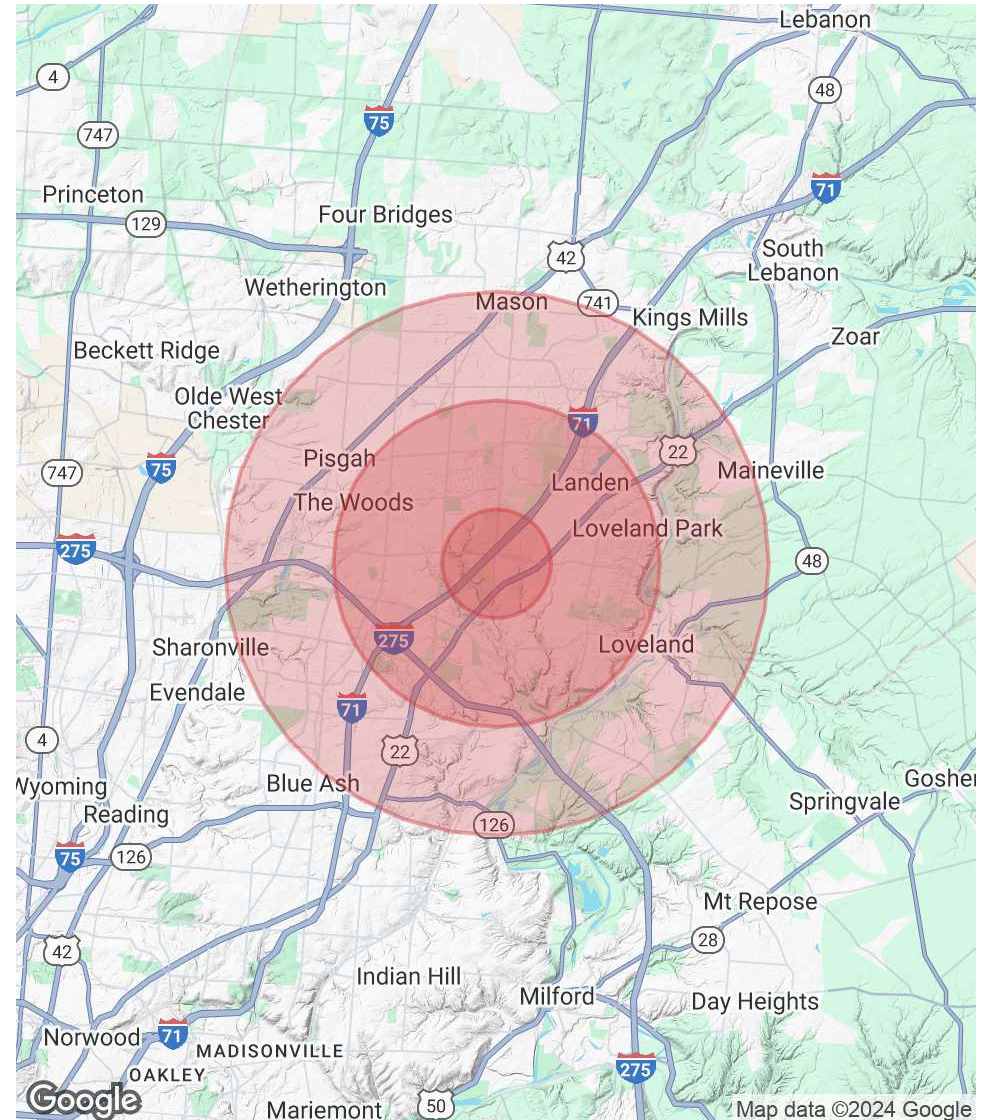 Lebanon
4
48
75
747
71
Princeton
129
Four Bridges
42
South
Lebanon
Wetherington
Mason
741
Kings Mills
Zoar
Beckett Ridge
Olde West
Chester
71
22
Pisgah
75
747
Landen
Maineville
The Woods
Loveland Park
275
48
275
Sharonville
Loveland
Evendale
71
4
22
Blue Ash
Wyoming
Goshen
Springvale
Reading
126
75
126
Mt Repose
42
28
Indian Hill
Milford
Day Heights
Norwood
71
MADISONVILLE
OAKLEY
275
Google
Mariemont
50
Map data ©2024 Google